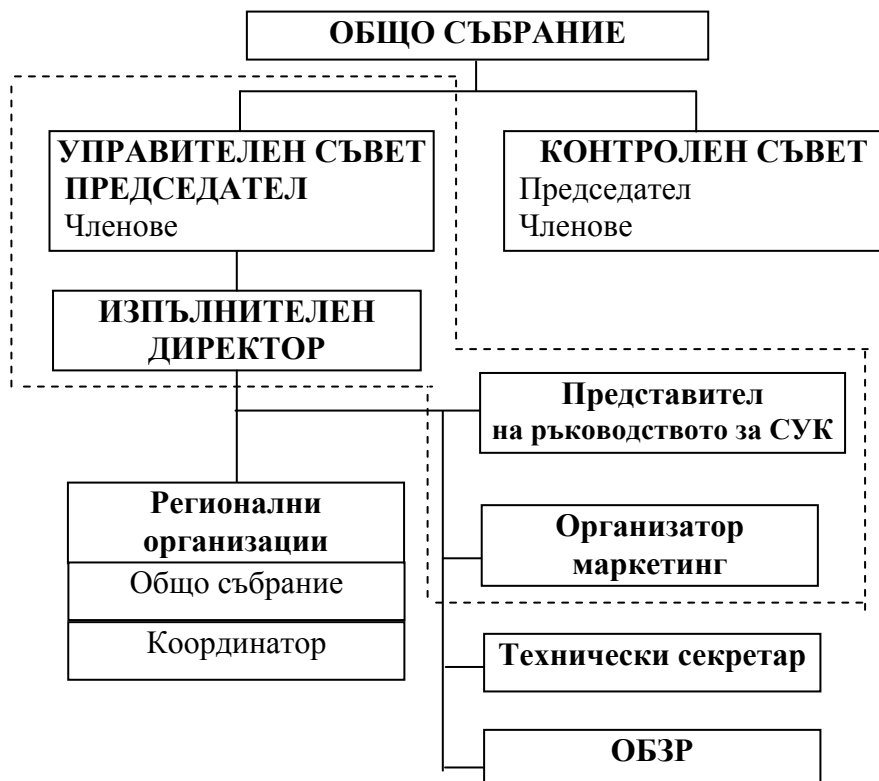 ОБЩО СЪБРАНИЕ
УПРАВИТЕЛЕН СЪВЕТ
ПРЕДСЕДАТЕЛ
Членове
КОНТРОЛЕН СЪВЕТ
Председател
Членове
ИЗПЪЛНИТЕЛЕН
ДИРЕКТОР
Представител
на ръководството за СУК
Регионални
организации
Общо събрание
Координатор
Организатор
маркетинг
Технически секретар
ОБЗР